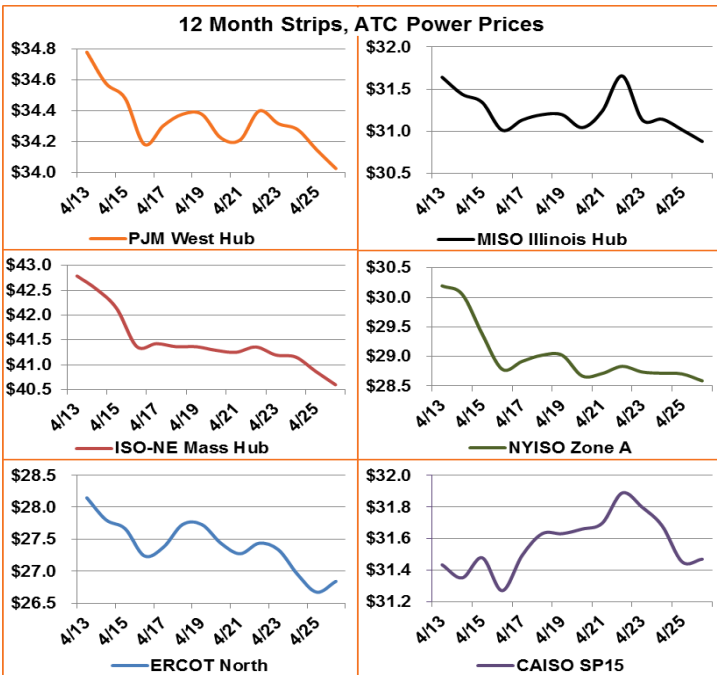 12 Month Strips, ATC Power Prices
$34.8
$34.6
$34.4
$34.2
$34.0
4/13 4/15 4/17 4/19 4/21 4/23 4/25
PJM West Hub
$32.0
$31.5
$31.0
$30.5
4/13 4/15 4/17 4/19 4/21 4/23 4/25
MISO Illinois Hub
$43.0
$42.5
$42.0
$41.5
$41.0
$40.5
4/13 4/15 4/17 4/19 4/21 4/23 4/25
ISO-NE Mass Hub
$30.5
$30.0
$29.5
$29.0
$28.5
4/13 4/15 4/17 4/19 4/21 4/23 4/25
NYISO Zone A
$28.5
$28.0
$27.5
$27.0
$26.5
4/13 4/15 4/17 4/19 4/21 4/23 4/25
ERCOT North
$32.0
$31.8
$31.6
$31.4
$31.2
4/13 4/15 4/17 4/19 4/21 4/23 4/25
CAISO SP15